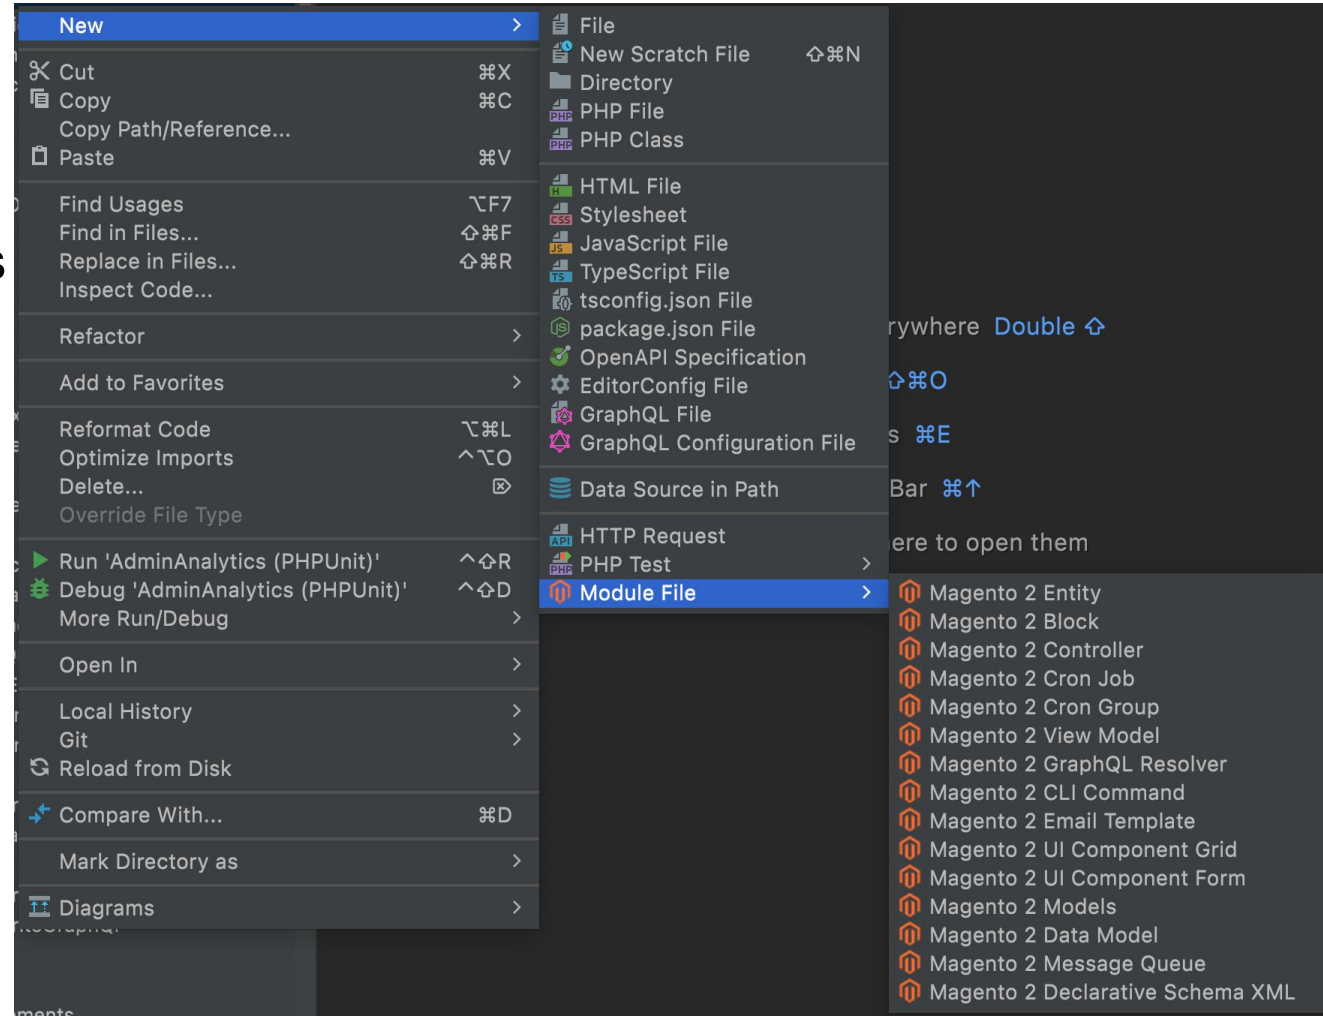 New
Cut ⌘X
Copy ⌘C
Copy Path/Reference...
Paste ⌘V
Find Usages ⌥F7
Find in Files... ⇧⌘F
Replace in Files... ⇧⌘R
Inspect Code...
Refactor
Add to Favorites
Reformat Code ⌥⌘L
Optimize Imports ^⌥O
Delete... ⌦
Override File Type
Run 'AdminAnalytics (PHPUnit)' ^⇧R
Debug 'AdminAnalytics (PHPUnit)' ^⇧D
More Run/Debug
Open In
Local History
Git
Reload from Disk
Compare With... ⌘D
Mark Directory as
Diagrams
File
New Scratch File ⇧⌘N
Directory
PHP File
PHP Class
HTML File
Stylesheet
JavaScript File
TypeScript File
tsconfig.json File
package.json File
OpenAPI Specification
EditorConfig File
GraphQL File
GraphQL Configuration File
Data Source in Path
HTTP Request
PHP Test
Module File
Magento 2 Entity
Magento 2 Block
Magento 2 Controller
Magento 2 Cron Job
Magento 2 Cron Group
Magento 2 View Model
Magento 2 GraphQL Resolver
Magento 2 CLI Command
Magento 2 Email Template
Magento 2 UI Component Grid
Magento 2 UI Component Form
Magento 2 Models
Magento 2 Data Model
Magento 2 Message Queue
Magento 2 Declarative Schema XML
rywhere Double ⇧
⇧⌘O
s ⌘E
Bar ⌘↑
ere to open them
ments